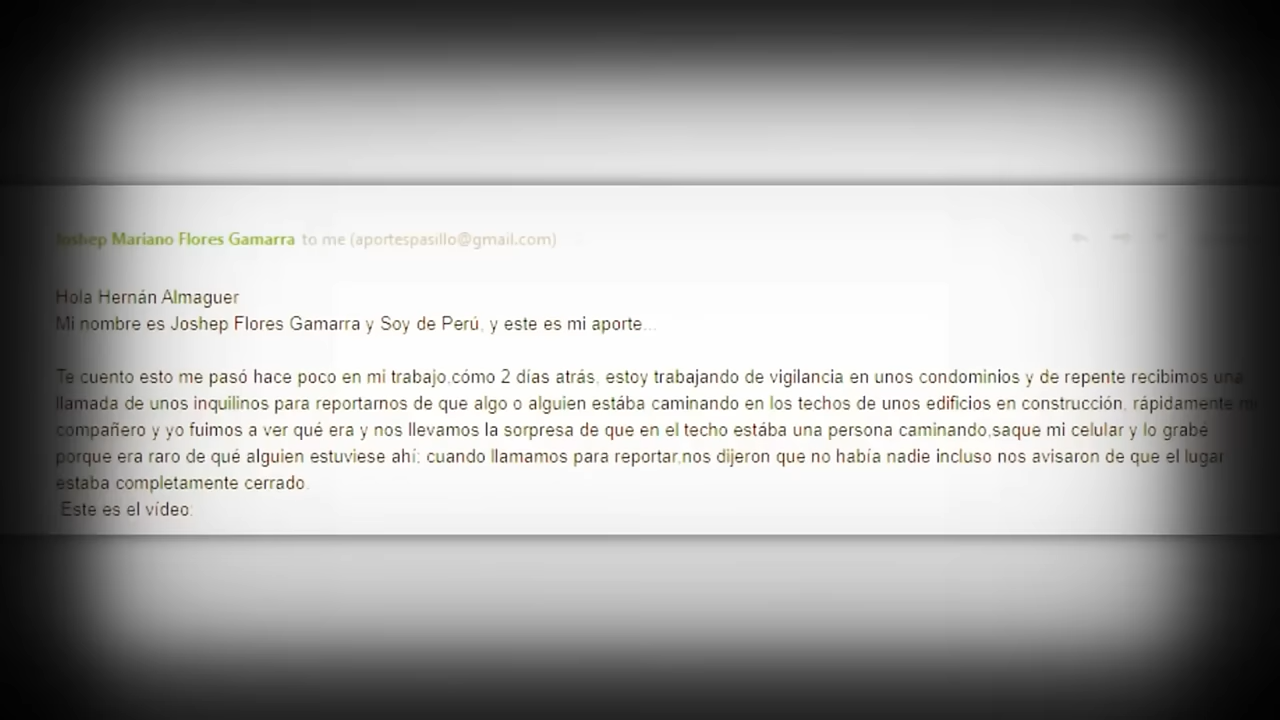 Joshep Mariano Flores Gamarra to me (aportespasillo@gmail.com)
Hola Hernán Almaguer
Mi nombre es Joshep Flores Gamarra y Soy de Perú, y este es mi aporte...
Te cuento esto me pasó hace poco en mi trabajo,cómo 2 días atrás, estoy trabajando de vigilancia en unos condominios y de repente recibimos una
llamada de unos inquilinos para reportarnos de que algo o alguien estába caminando en los techos de unos edificios en construcción, rápidamente mi
compañero y yo fuimos a ver qué era y nos llevamos la sorpresa de que en el techo estába una persona caminando,saque mi celular y lo grabé
porque era raro de qué alguien estuviese ahí; cuando llamamos para reportar,nos dijeron que no había nadie incluso nos avisaron de que el lugar
estaba completamente cerrado.
Este es el vídeo: